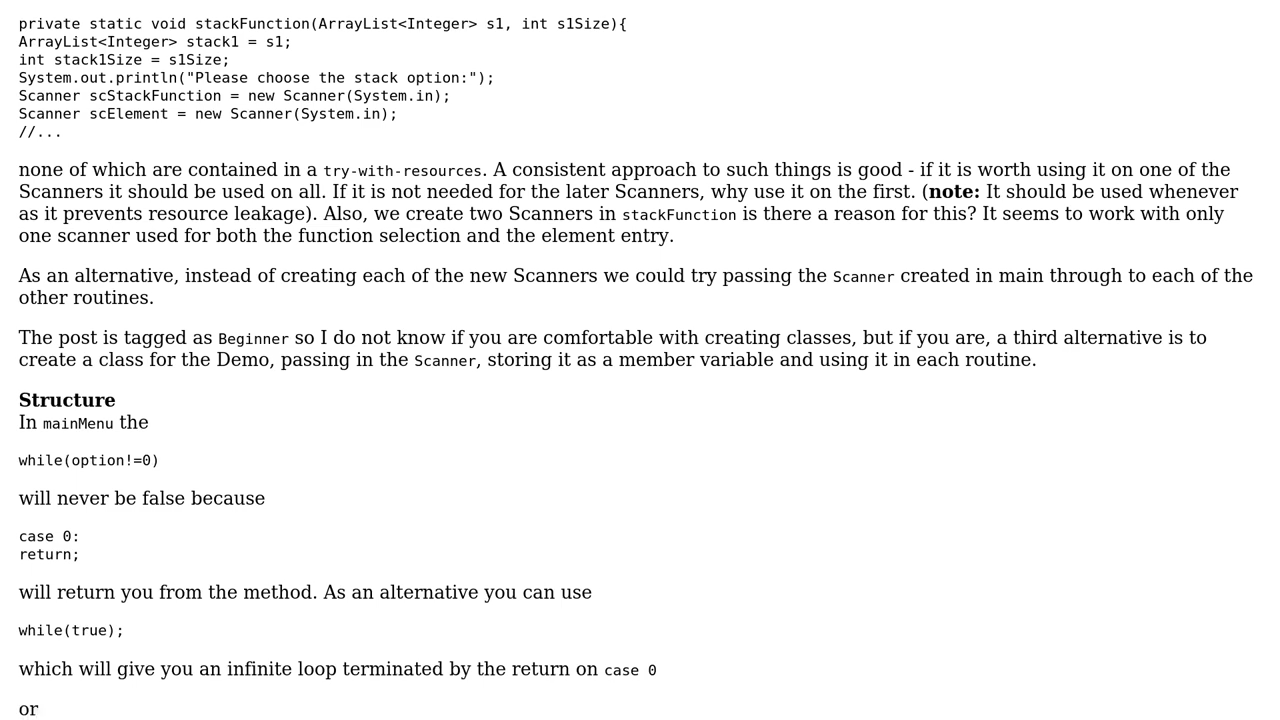 private static void stackFunction(ArrayList<Integer> s1, int s1Size){
ArrayList<Integer> stack1 = s1;
int stack1Size = s1Size;
System.out.println("Please choose the stack option:");
Scanner scStackFunction = new Scanner(System.in);
Scanner scElement = new Scanner(System.in);
//...
none of which are contained in a try-with-resources. A consistent approach to such things is good - if it is worth using it on one of the
Scanners it should be used on all. If it is not needed for the later Scanners, why use it on the first. (note: It should be used whenever
as it prevents resource leakage). Also, we create two Scanners in stackFunction is there a reason for this? It seems to work with only
one scanner used for both the function selection and the element entry.
As an alternative, instead of creating each of the new Scanners we could try passing the Scanner created in main through to each of the
other routines.
The post is tagged as Beginner so I do not know if you are comfortable with creating classes, but if you are, a third alternative is to
create a class for the Demo, passing in the Scanner, storing it as a member variable and using it in each routine.
Structure
In mainMenu the
while(option!=0)
will never be false because
case 0:
return;
will return you from the method. As an alternative you can use
while(true);
which will give you an infinite loop terminated by the return on case 0
or